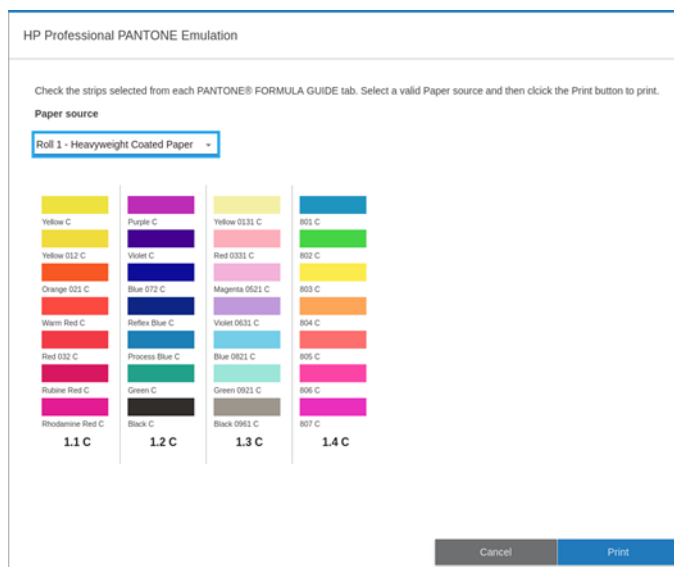 HP Professional PANTONE Emulation
Check the strips selected from each PANTONE® FORMULA GUIDE tab. Select a valid Paper source and then clcick the Print button to print.
Paper source
Roll 1 - Heavyweight Coated Paper
Yellow C
Yellow 012 C
Orange 021 C
Warm Red C
Red 032 C
Rubine Red C
Rhodamine Red C
1.1 C
Purple C
Violet C
Blue 072 C
Reflex Blue C
Process Blue C
Green C
Black C
1.2 C
Yellow 0131 C
Red 0331 C
Magenta 0521 C
Violet 0631 C
Blue 0821 C
Green 0921 C
Black 0961 C
1.3 C
801 C
802 C
803 C
804 C
805 C
806 C
807 C
1.4 C
Cancel
Print